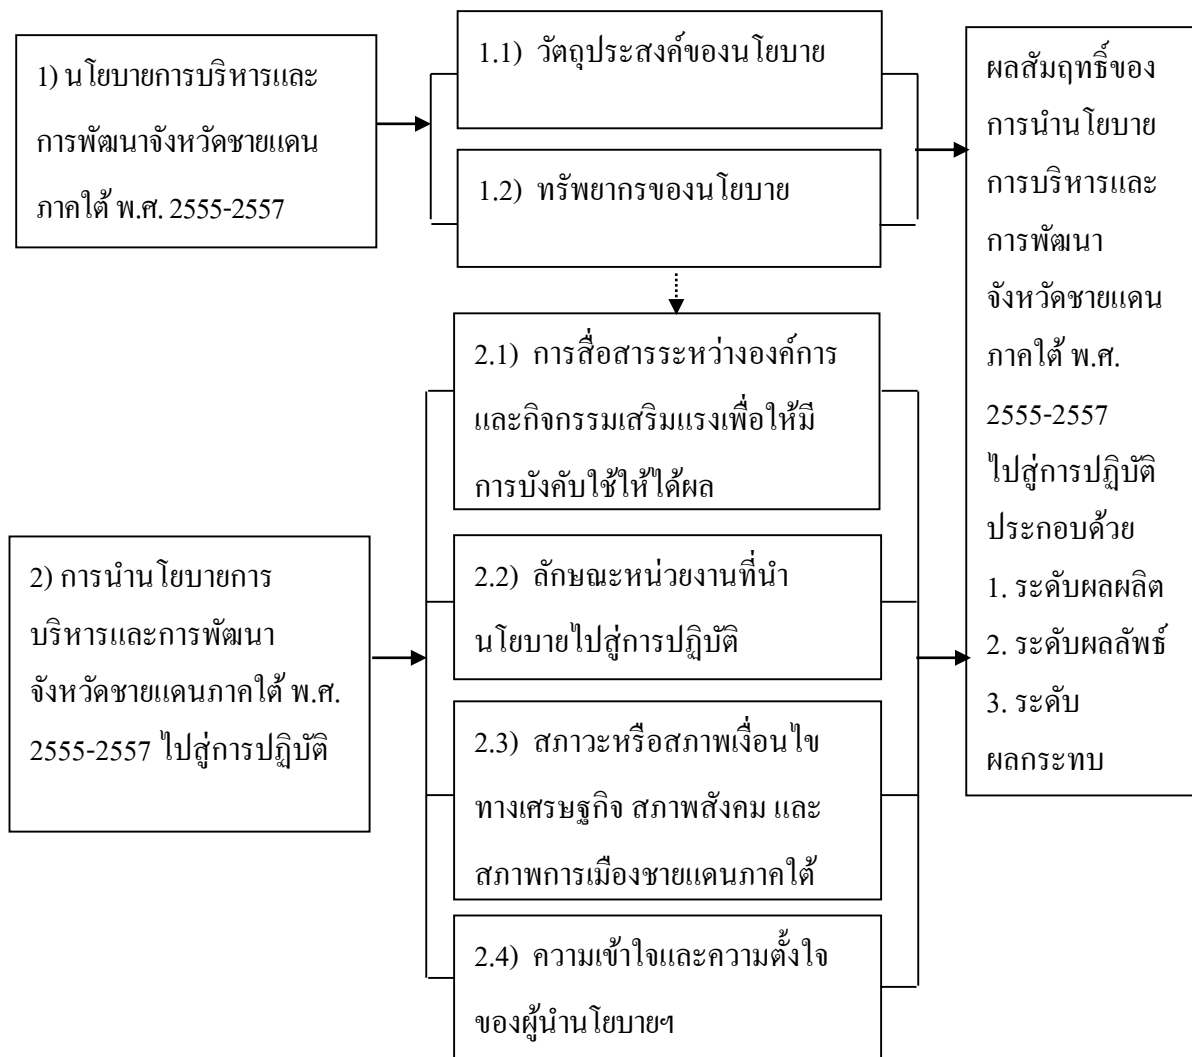 1) นโยบายการบริหารและ
การพัฒนาจังหวัดชายแดน
ภาคใต้ พ.ศ. 2555-2557
1.1) วัตถุประสงค์ของนโยบาย
1.2) ทรัพยากรของนโยบาย
2) การนำนโยบายการ
บริหารและการพัฒนา
จังหวัดชายแดนภาคใต้ พ.ศ.
2555-2557 ไปสู่การปฏิบัติ
2.1) การสื่อสารระหว่างองค์การ
และกิจกรรมเสริมแรงเพื่อให้มี
การบังคับใช้ให้ได้ผล
2.2) ลักษณะหน่วยงานที่นำ
นโยบายไปสู่การปฏิบัติ
2.3) สภาวะหรือสภาพเงื่อนไข
ทางเศรษฐกิจ สภาพสังคม และ
สภาพการเมืองชายแดนภาคใต้
2.4) ความเข้าใจและความตั้งใจ
ของผู้นำนโยบายฯ
ผลสัมฤทธิ์ของ
การนำนโยบาย
การบริหารและ
การพัฒนา
จังหวัดชายแดน
ภาคใต้ พ.ศ.
2555-2557
ไปสู่การปฏิบัติ
ประกอบด้วย
1. ระดับผลผลิต
2. ระดับผลลัพธ์
3. ระดับ
ผลกระทบ